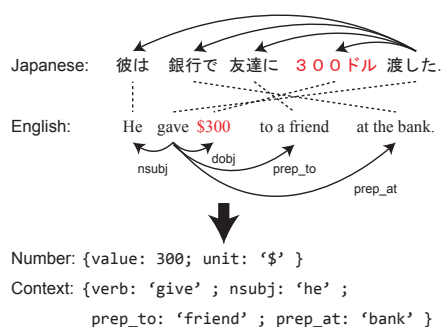 Japanese: 彼は 銀行で 友達に ３００ドル 渡した.
English: He gave $300 to a friend at the bank.
nsubj dobj prep_to
prep_at
Number: {value: 300; unit: ‘$’ }
Context: {verb: ‘give’ ; nsubj: ‘he’ ;
prep_to: ‘friend’ ; prep_at: ‘bank’ }